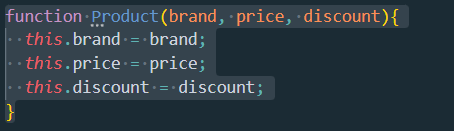 function Product(brand, price, discount){
  this.brand = brand;
  this.price = price;
  this.discount = discount;
}